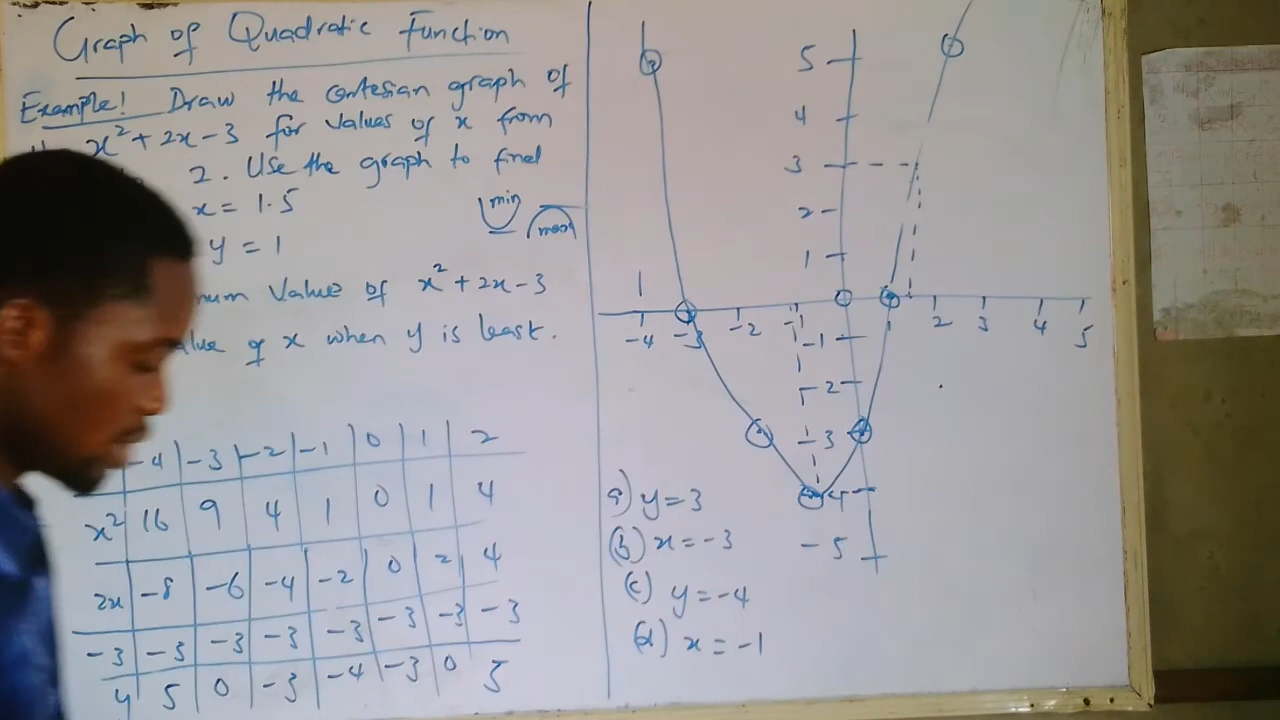 Graph of Quadratic Function
Example! Draw the cartesian graph of
x² + 2x - 3 for values of x from
2. Use the graph to find
x = 1.5
y = 1
min
max
num Value of x² + 2x - 3
alue of x when y is least.
-4 -3 -2 -1 0 1 2
x² 16 9 4 1 0 1 4
2x -8 -6 -4 -2 0 2 4
-3 -3 -3 -3 -3 -3 -3 -3
y 5 0 -3 -4 -3 0 5
5
4
3
2
1
1
-4 -3 -2 -1 1 2 3 4 5
-1
-2
-3
-4
-5
a) y = 3
(b) x = -3
(c) y = -4
(d) x = -1